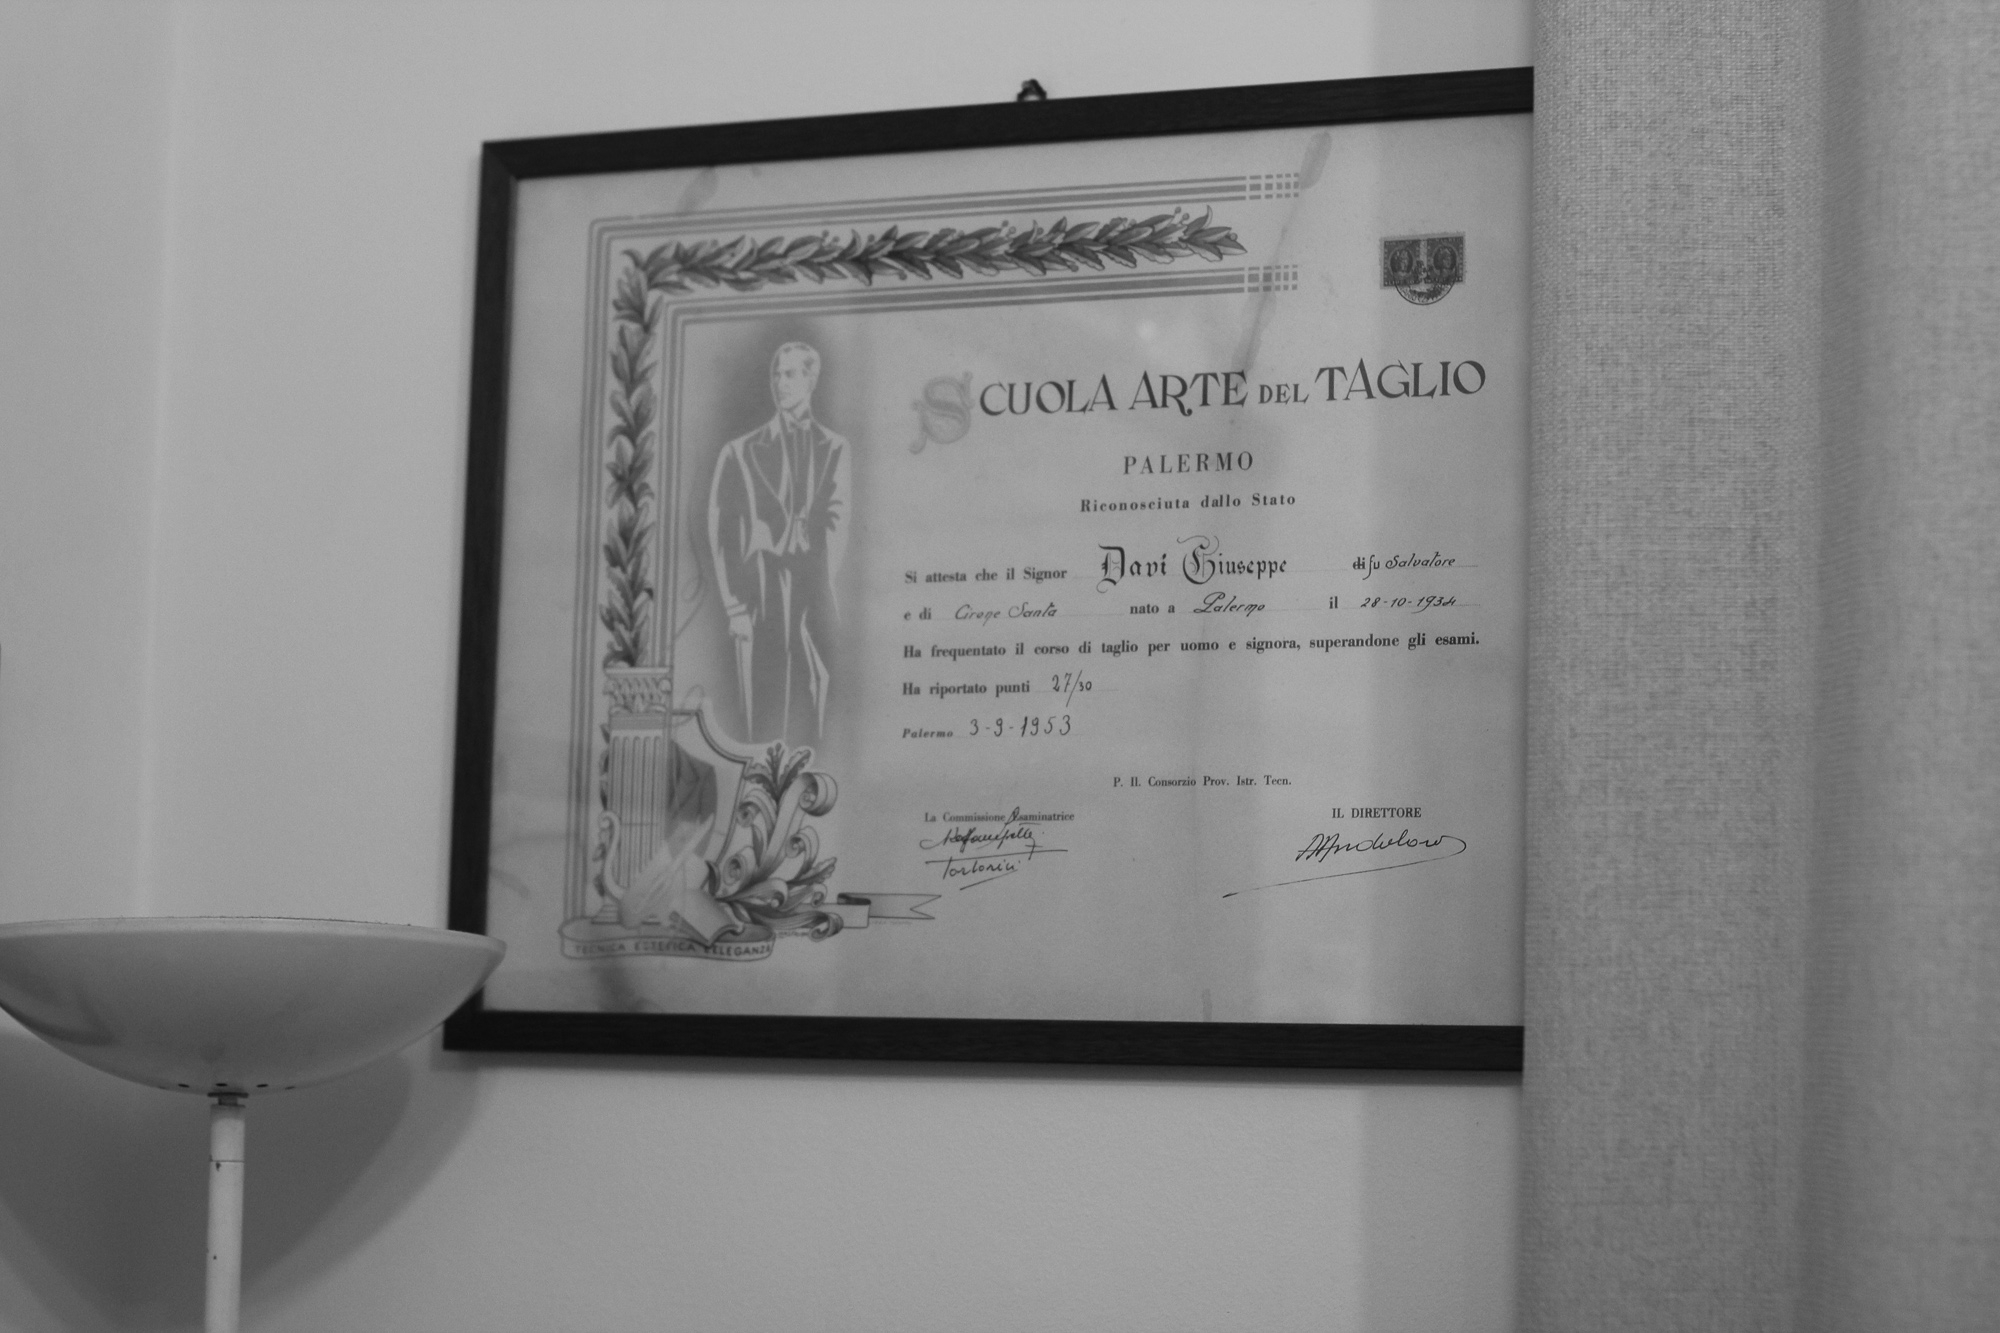 SCUOLA ARTE DEL TAGLIO
PALERMO
Riconosciuta dallo Stato
Si attesta che il Signor Davì Giuseppe di fu Salvatore
e di Cirone Santa nato a Palermo il 28-10-1934
Ha frequentato il corso di taglio per uomo e signora, superandone gli esami.
Ha riportato punti 27/30
Palermo 3-9-1953
P. Il Consorzio Prov. Istr. Tecn.
La Commissione Esaminatrice
IL DIRETTORE
Tortorici
TECNICA ESTETICA ELEGANZA